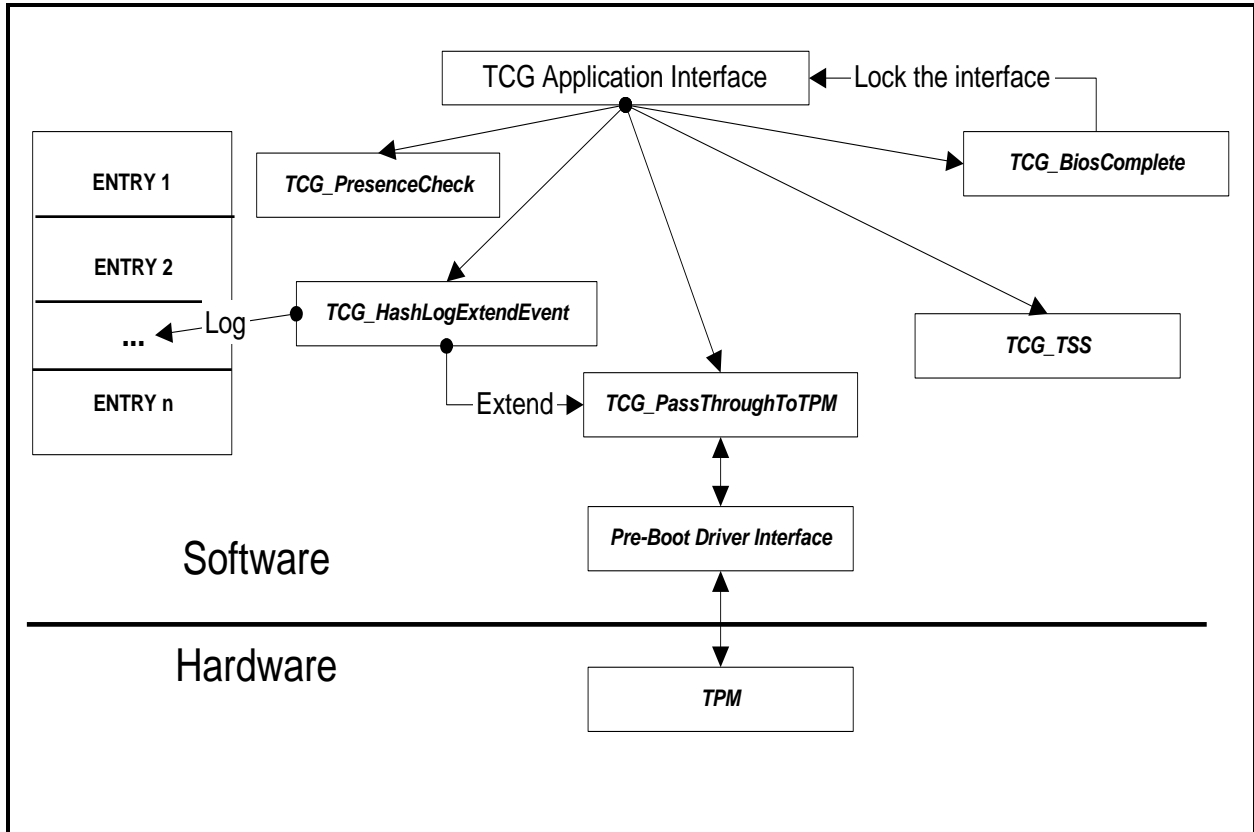 TCG Application Interface
Lock the interface
TCG_PresenceCheck
TCG_BiosComplete
ENTRY 1
ENTRY 2
...
ENTRY n
Log
TCG_HashLogExtendEvent
TCG_TSS
Extend
TCG_PassThroughToTPM
Pre-Boot Driver Interface
Software
Hardware
TPM